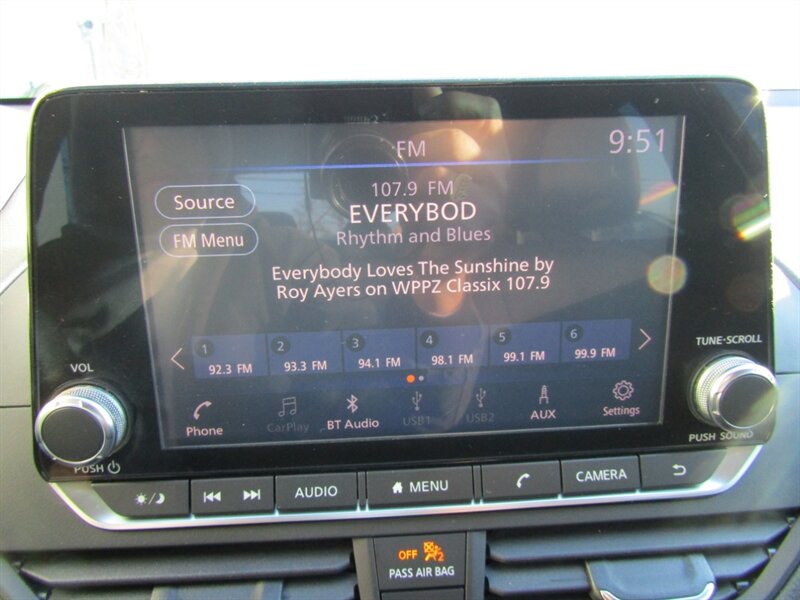 FM
9:51
107.9 FM
Source
EVERYBOD
FM Menu
Rhythm and Blues
Everybody Loves The Sunshine by
Roy Ayers on WPPZ Classix 107.9
1 2 3 4 5 6
92.3 FM 93.3 FM 94.1 FM 98.1 FM 99.1 FM 99.9 FM
Phone CarPlay BT Audio USB1 USB2 AUX Settings
VOL
PUSH
TUNE·SCROLL
PUSH SOUND
AUDIO MENU CAMERA
OFF 2
PASS AIR BAG